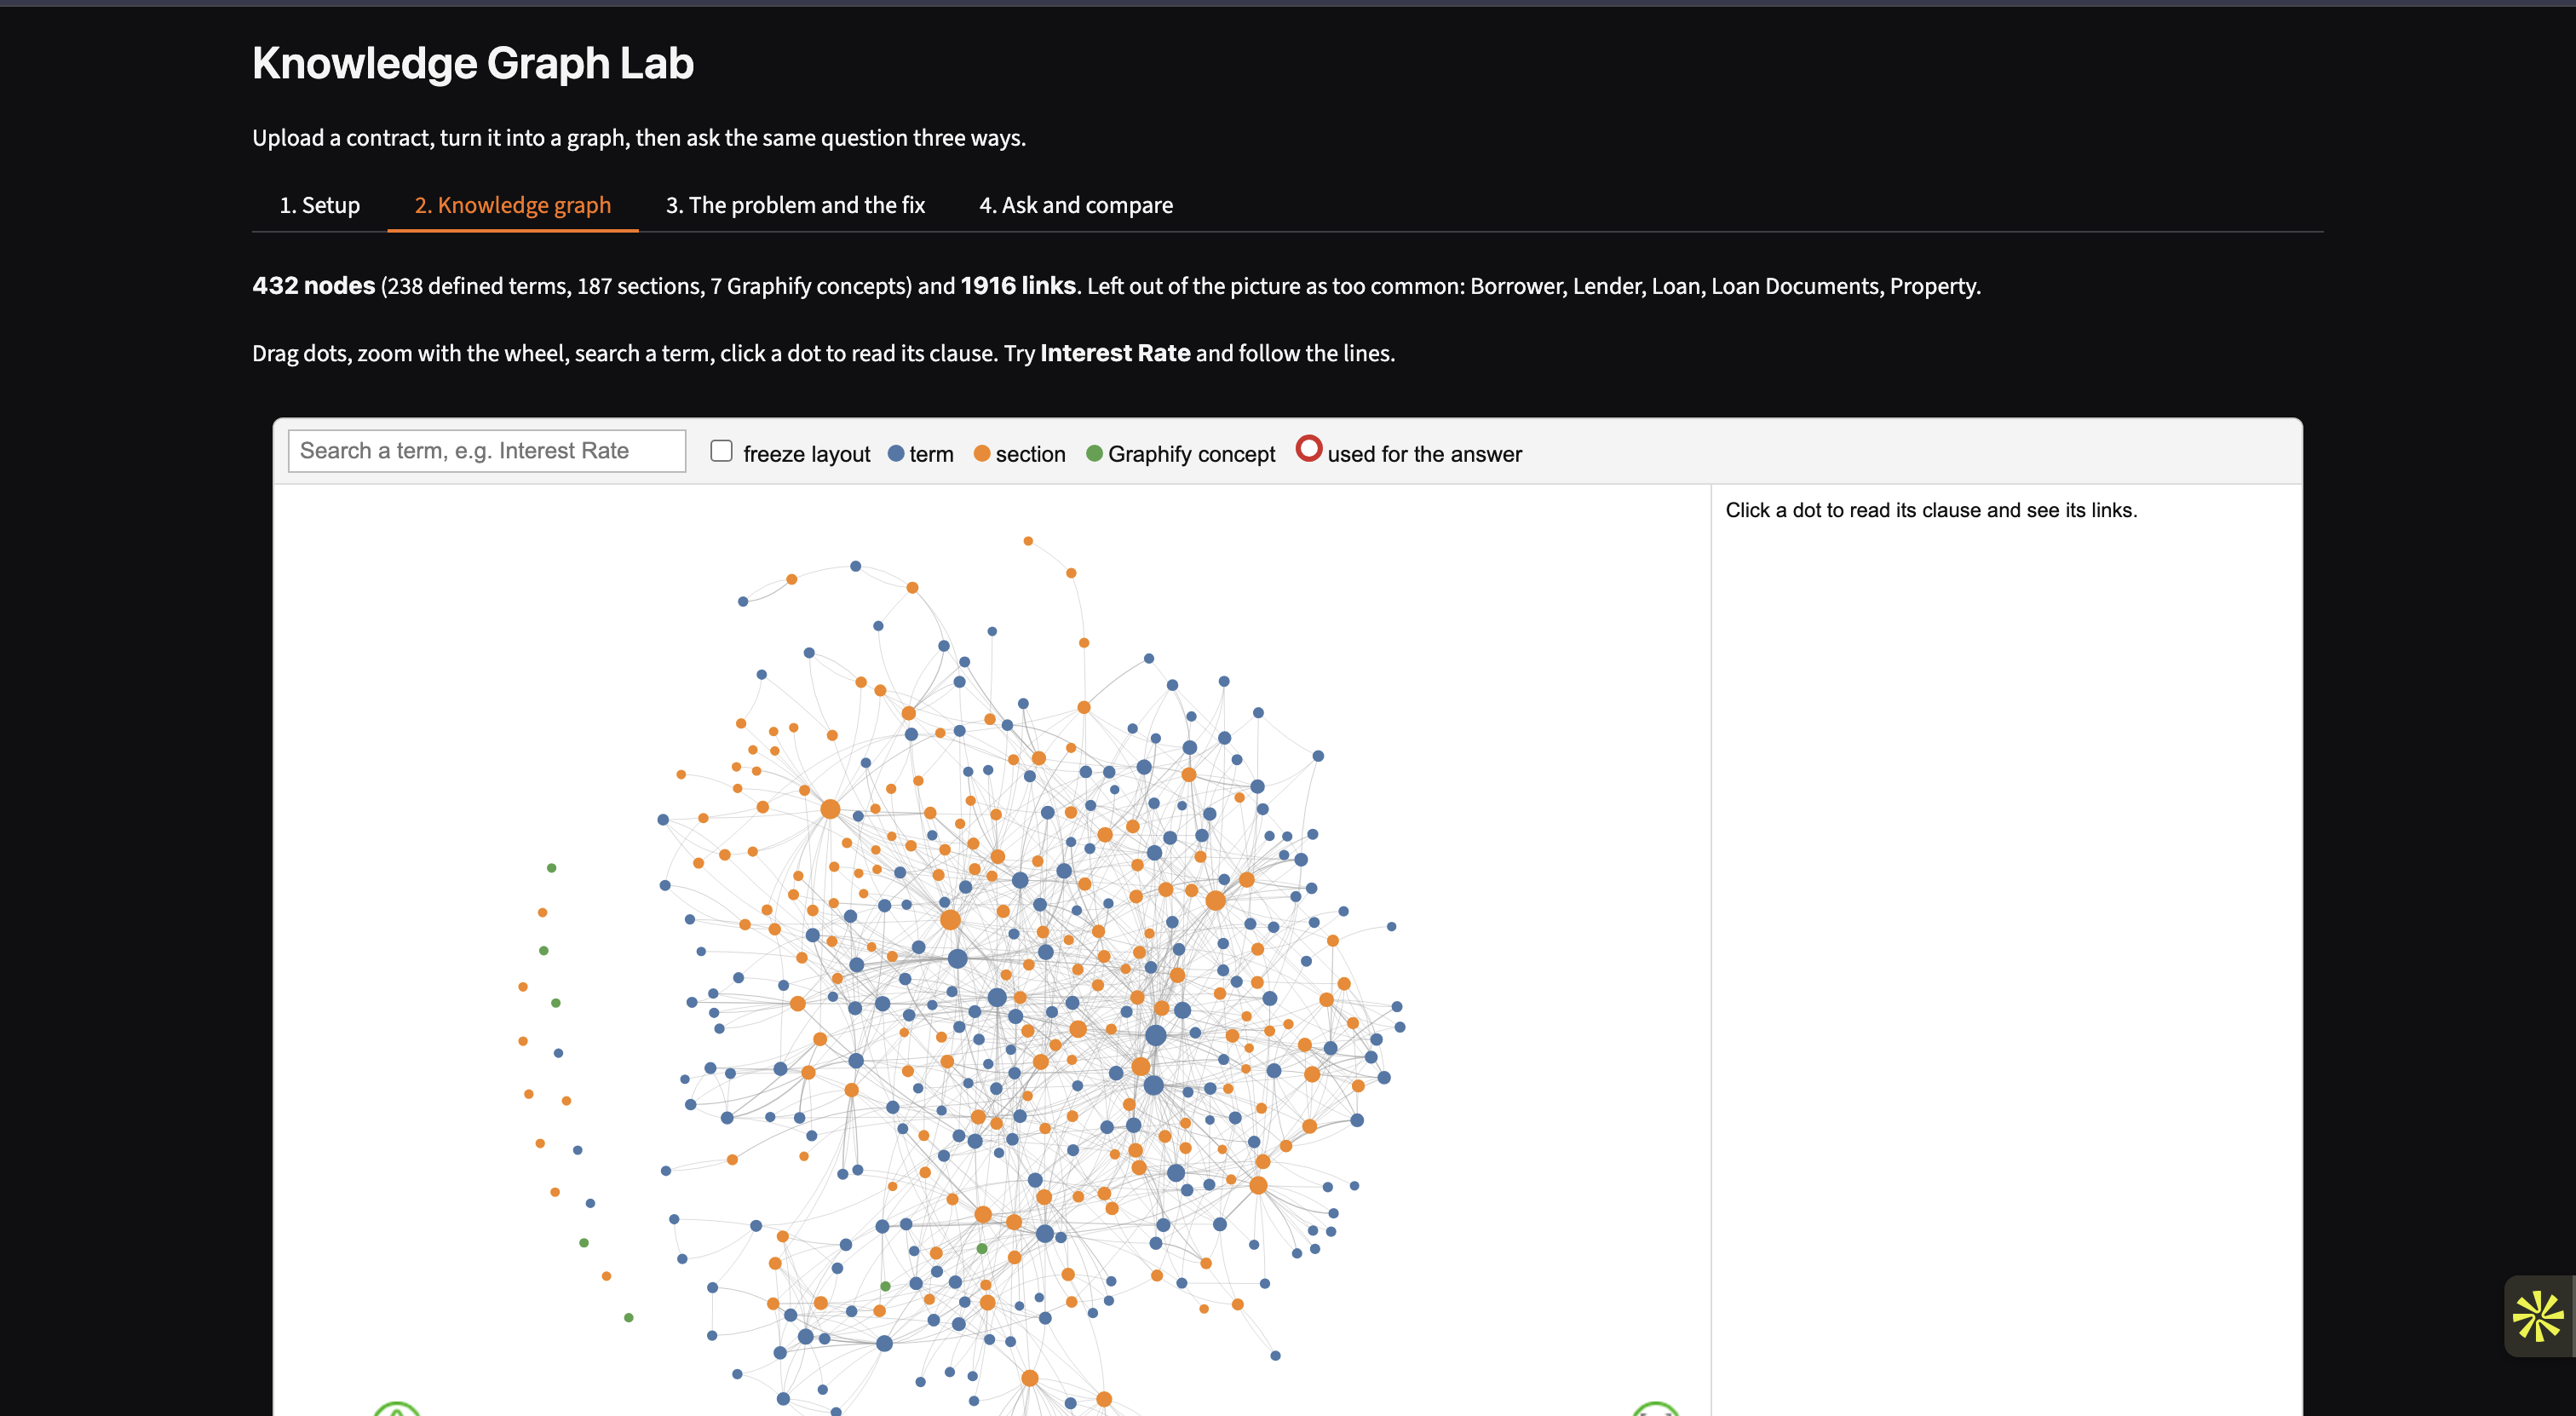 Knowledge Graph Lab
Upload a contract, turn it into a graph, then ask the same question three ways.
1. Setup
2. Knowledge graph
3. The problem and the fix
4. Ask and compare
432 nodes (238 defined terms, 187 sections, 7 Graphify concepts) and 1916 links. Left out of the picture as too common: Borrower, Lender, Loan, Loan Documents, Property.
Drag dots, zoom with the wheel, search a term, click a dot to read its clause. Try Interest Rate and follow the lines.
Search a term, e.g. Interest Rate
freeze layout
term
section
Graphify concept
used for the answer
Click a dot to read its clause and see its links.